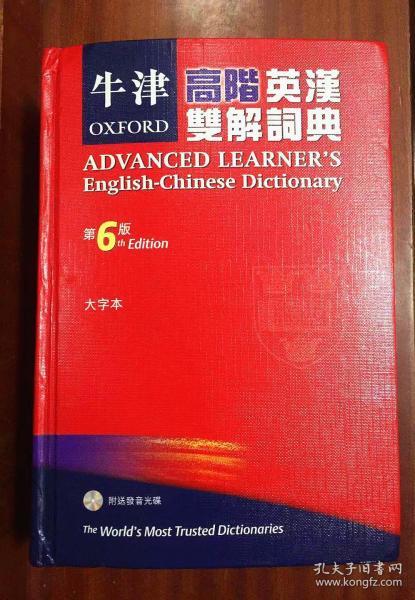 牛津
OXFORD
高階英漢
雙解詞典
ADVANCED LEARNER'S
English-Chinese Dictionary
第6版
th Edition
大字本
附送發音光碟
The World's Most Trusted Dictionaries
孔夫子旧书网
kongfz.com